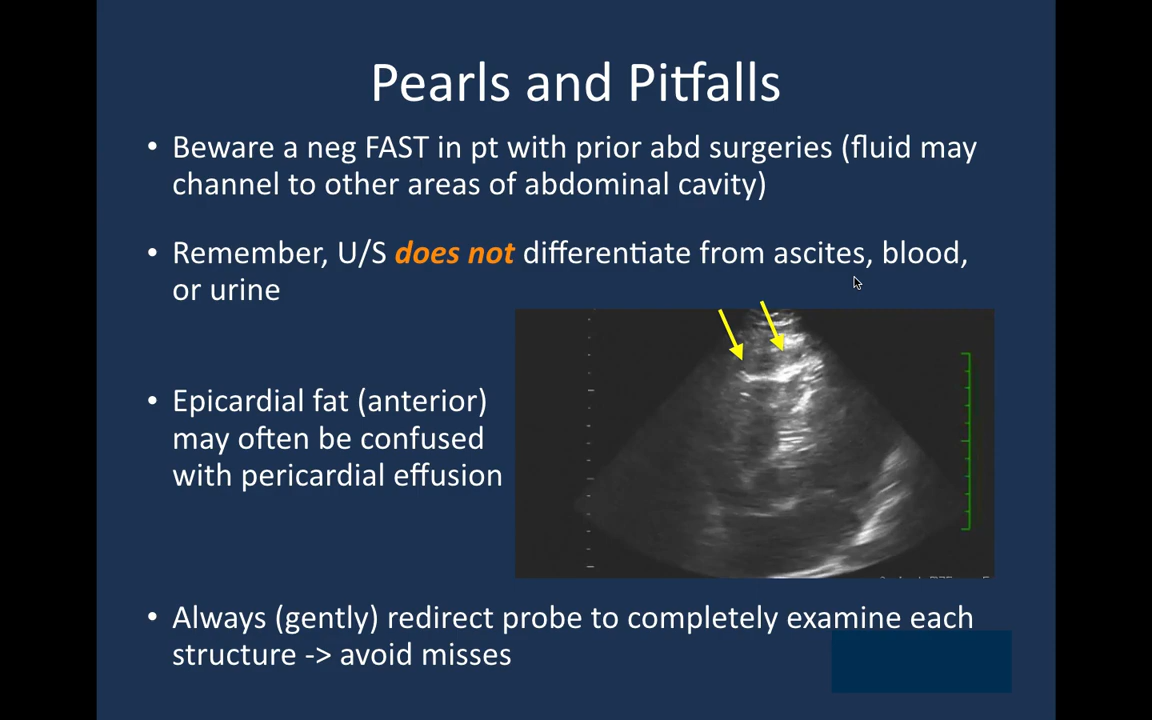 Pearls and Pitfalls
• Beware a neg FAST in pt with prior abd surgeries (fluid may
channel to other areas of abdominal cavity)
• Remember, U/S does not differentiate from ascites, blood,
or urine
• Epicardial fat (anterior)
may often be confused
with pericardial effusion
• Always (gently) redirect probe to completely examine each
structure -> avoid misses